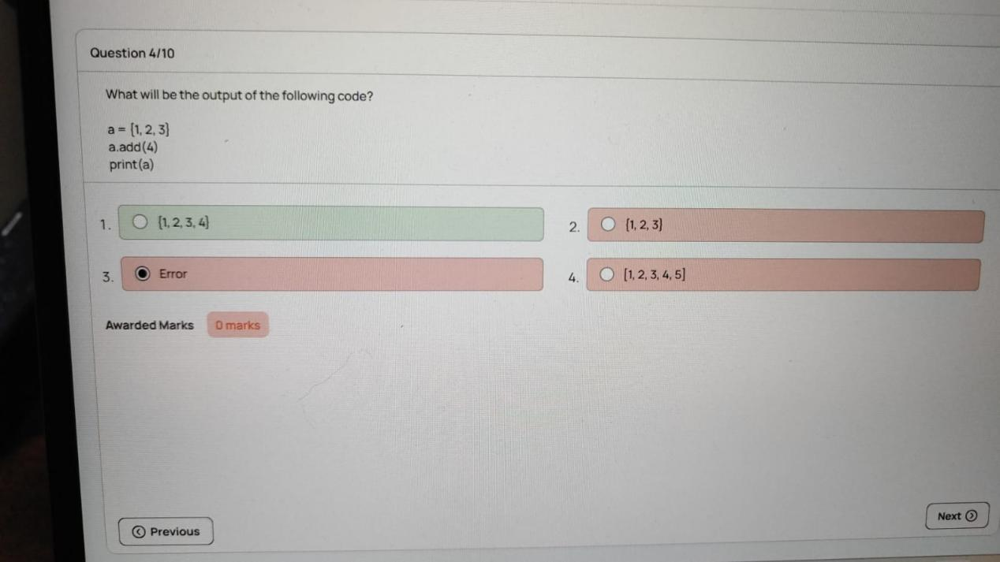 Question 4/10
What will be the output of the following code?
a = {1, 2, 3}
a.add(4)
print(a)
1. {1, 2, 3, 4}
2. {1, 2, 3}
3. Error
4. [1, 2, 3, 4, 5]
Awarded Marks 0 marks
Previous
Next